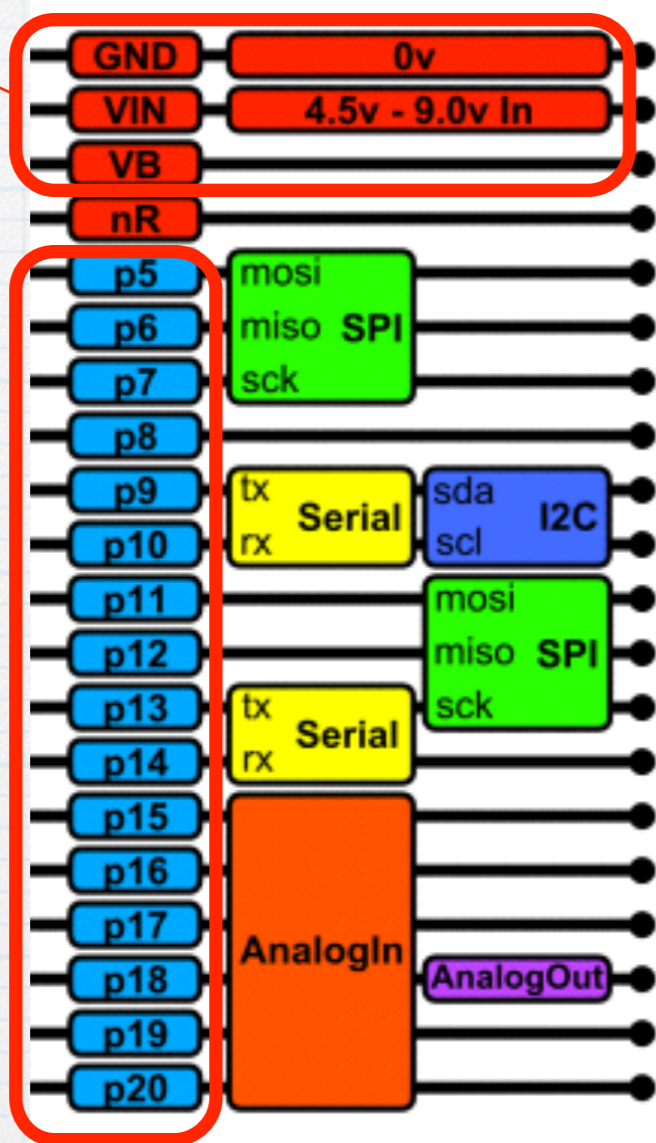 GND 0v
VIN 4.5v - 9.0v In
VB
nR
p5 mosi
p6 miso SPI
p7 sck
p8
p9 tx Serial sda I2C
p10 rx scl
p11 mosi
p12 miso SPI
p13 tx Serial sck
p14 rx
p15
p16
p17 AnalogIn
p18 AnalogOut
p19
p20